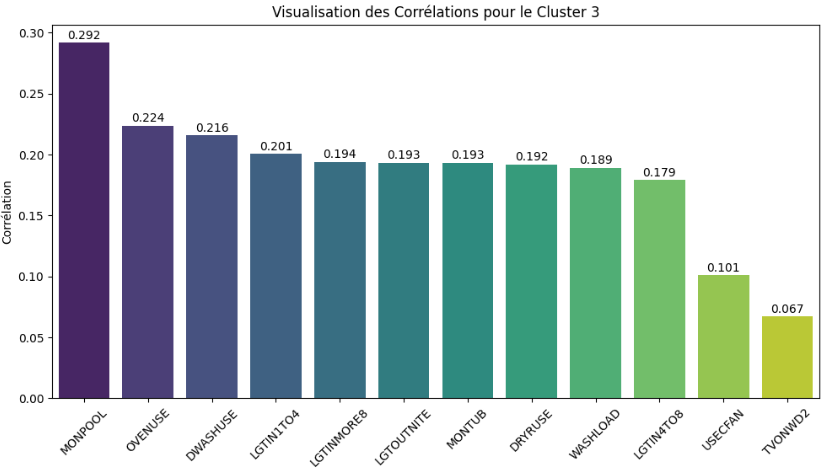 Visualisation des Corrélations pour le Cluster 3
Corrélation
0.30
0.25
0.20
0.15
0.10
0.05
0.00
0.292
0.224
0.216
0.201
0.194
0.193
0.193
0.192
0.189
0.179
0.101
0.067
MONPOOL
OVENUSE
DWASHUSE
LGTIN1TO4
LGTINMORE8
LGTOUTNITE
MONTUB
DRYRUSE
WASHLOAD
LGTIN4TO8
USECFAN
TVONWD2